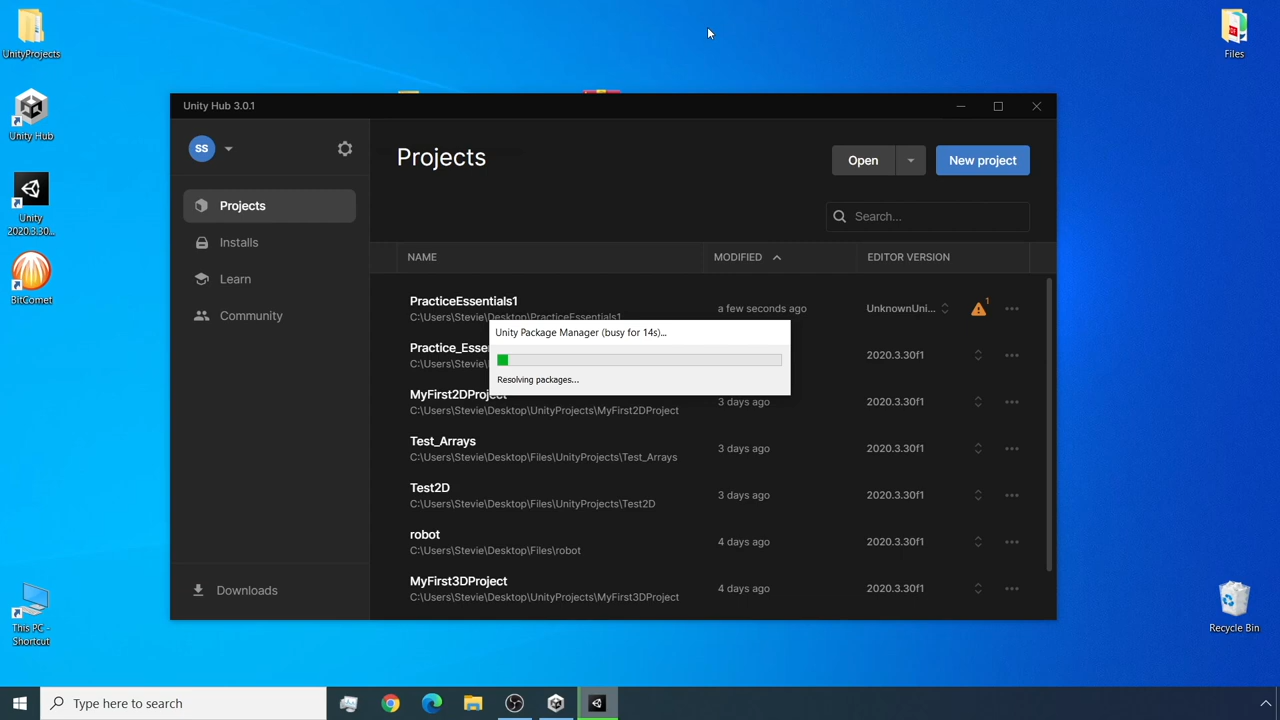 UnityProjects
Unity Hub
Unity
2020.3.30...
BitComet
This PC -
Shortcut
Files
Recycle Bin
Unity Hub 3.0.1
SS
Projects
Installs
Learn
Community
Downloads
Projects
Open
New project
Search...
NAME
MODIFIED
EDITOR VERSION
PracticeEssentials1
C:\Users\Stevie\Desktop\PracticeEssentials1
a few seconds ago
UnknownUni...
1
Unity Package Manager (busy for 14s)...
Resolving packages...
Practice_Esse
C:\Users\Stevie\
2020.3.30f1
MyFirst2DProject
C:\Users\Stevie\Desktop\UnityProjects\MyFirst2DProject
3 days ago
2020.3.30f1
Test_Arrays
C:\Users\Stevie\Desktop\Files\UnityProjects\Test_Arrays
3 days ago
2020.3.30f1
Test2D
C:\Users\Stevie\Desktop\Files\UnityProjects\Test2D
3 days ago
2020.3.30f1
robot
C:\Users\Stevie\Desktop\Files\robot
4 days ago
2020.3.30f1
MyFirst3DProject
C:\Users\Stevie\Desktop\UnityProjects\MyFirst3DProject
4 days ago
2020.3.30f1
Type here to search